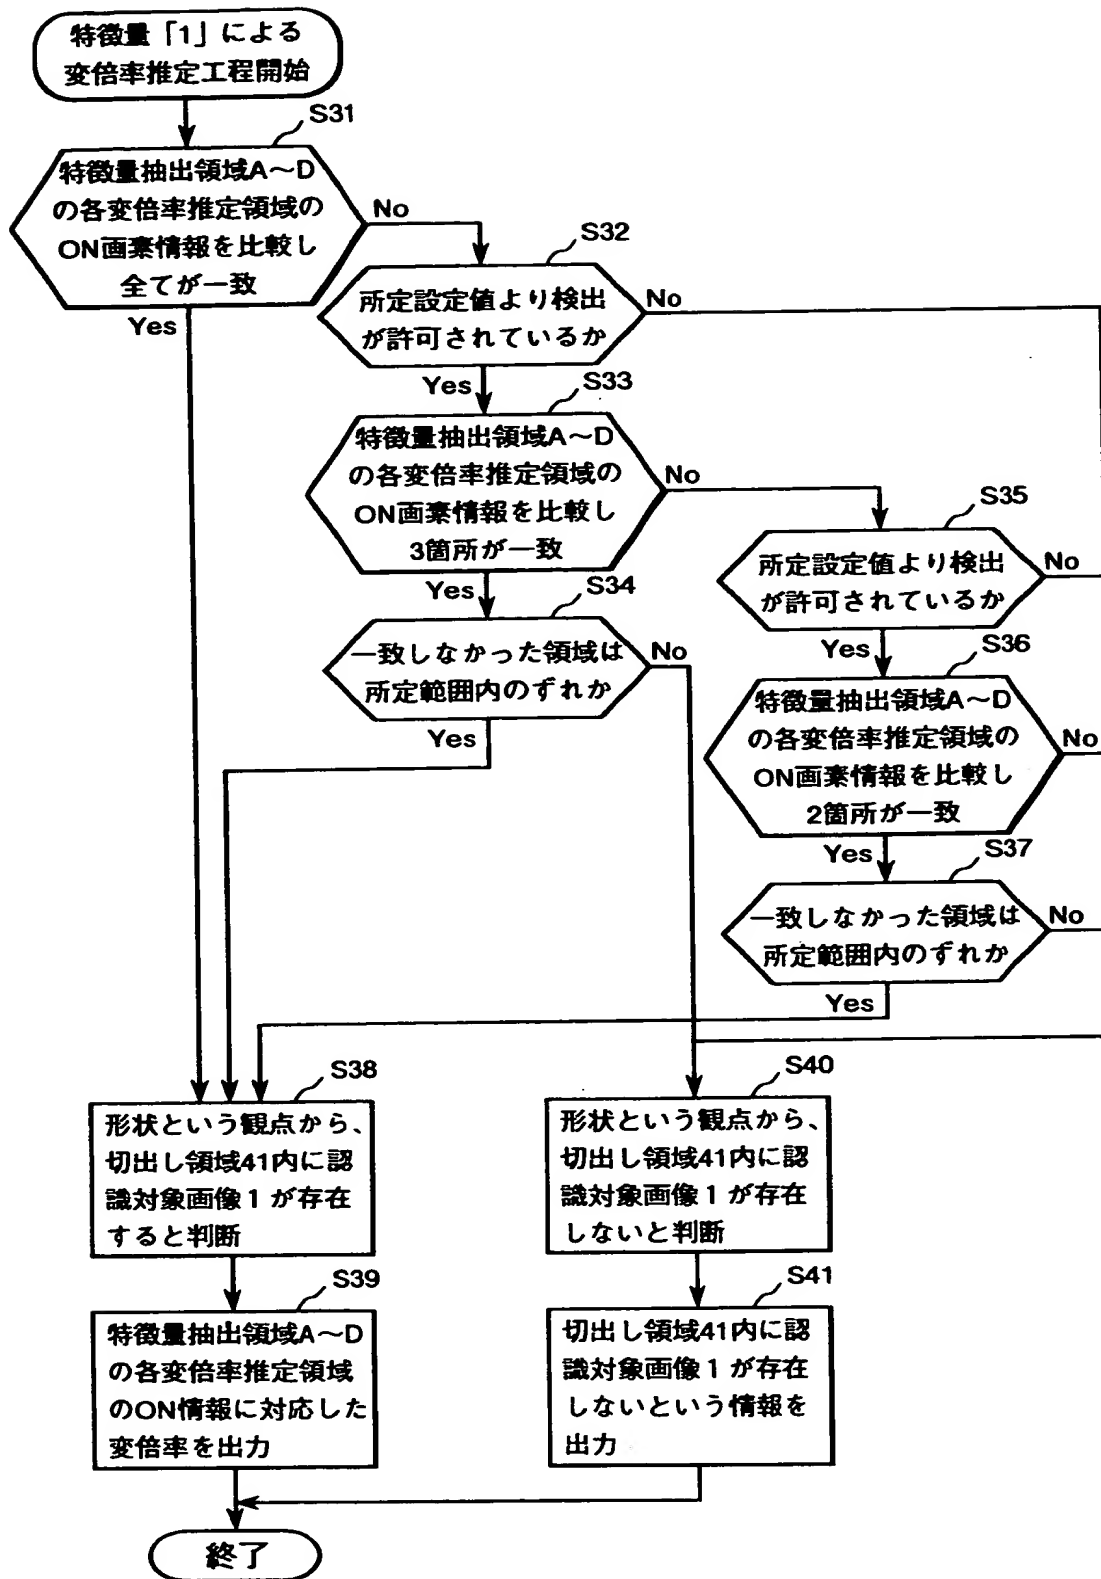 特徴量「1」による
変倍率推定工程開始
S31
特徴量抽出領域A〜D
の各変倍率推定領域の
ON画素情報を比較し
全てが一致
No
Yes
S32
所定設定値より検出
が許可されているか
No
Yes
S33
特徴量抽出領域A〜D
の各変倍率推定領域の
ON画素情報を比較し
3箇所が一致
No
Yes
S34
一致しなかった領域は
所定範囲内のずれか
No
Yes
S35
所定設定値より検出
が許可されているか
No
Yes
S36
特徴量抽出領域A〜D
の各変倍率推定領域の
ON画素情報を比較し
2箇所が一致
No
Yes
S37
一致しなかった領域は
所定範囲内のずれか
No
Yes
S38
形状という観点から、
切出し領域41内に認
識対象画像1が存在
すると判断
S39
特徴量抽出領域A〜D
の各変倍率推定領域
のON情報に対応した
変倍率を出力
S40
形状という観点から、
切出し領域41内に認
識対象画像1が存在
しないと判断
S41
切出し領域41内に認
識対象画像1が存在
しないという情報を
出力
終了